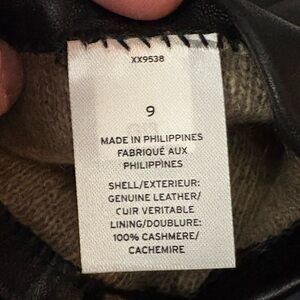 XX9538
9
MADE IN PHILIPPINES
FABRIQUÉ AUX
PHILIPPINES
SHELL/EXTERIEUR:
GENUINE LEATHER/
CUIR VERITABLE
LINING/DOUBLURE:
100% CASHMERE/
CACHEMIRE